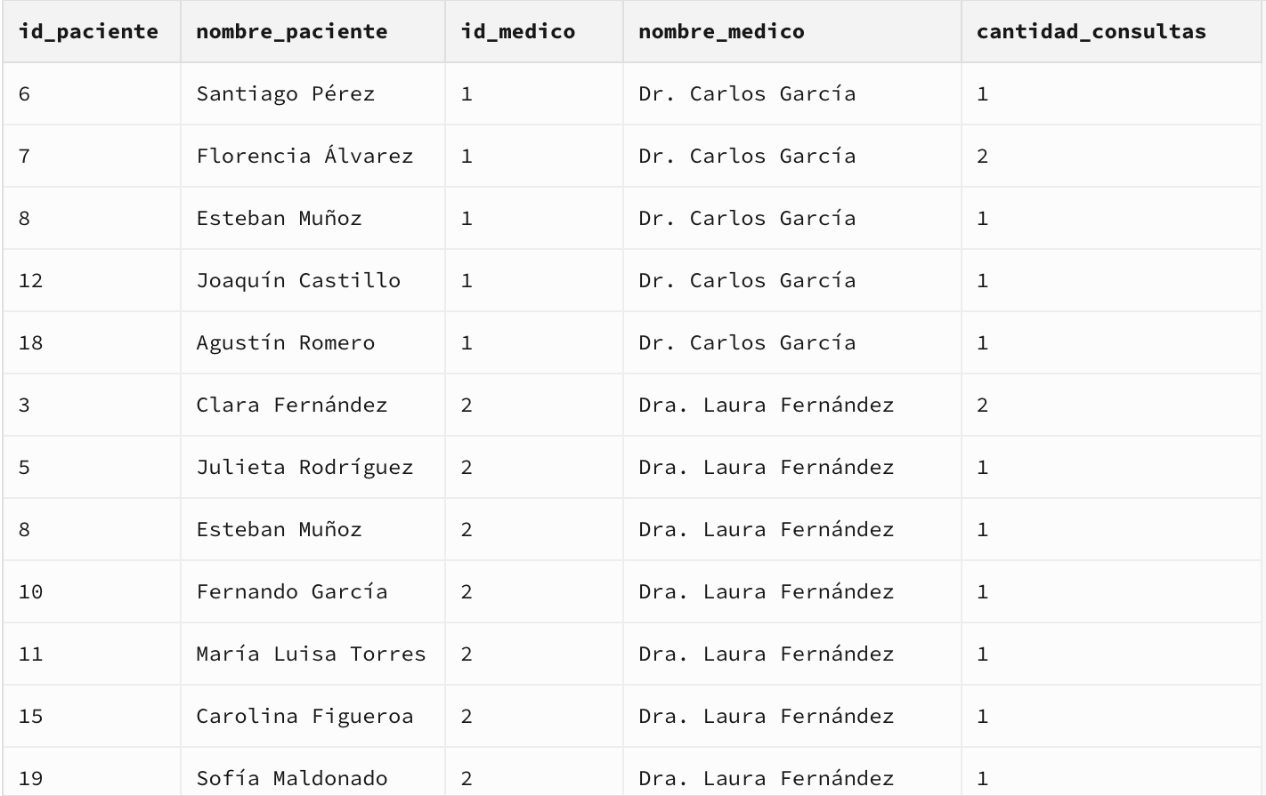 id_paciente nombre_paciente id_medico nombre_medico cantidad_consultas
6 Santiago Pérez 1 Dr. Carlos García 1
7 Florencia Álvarez 1 Dr. Carlos García 2
8 Esteban Muñoz 1 Dr. Carlos García 1
12 Joaquín Castillo 1 Dr. Carlos García 1
18 Agustín Romero 1 Dr. Carlos García 1
3 Clara Fernández 2 Dra. Laura Fernández 2
5 Julieta Rodríguez 2 Dra. Laura Fernández 1
8 Esteban Muñoz 2 Dra. Laura Fernández 1
10 Fernando García 2 Dra. Laura Fernández 1
11 María Luisa Torres 2 Dra. Laura Fernández 1
15 Carolina Figueroa 2 Dra. Laura Fernández 1
19 Sofía Maldonado 2 Dra. Laura Fernández 1